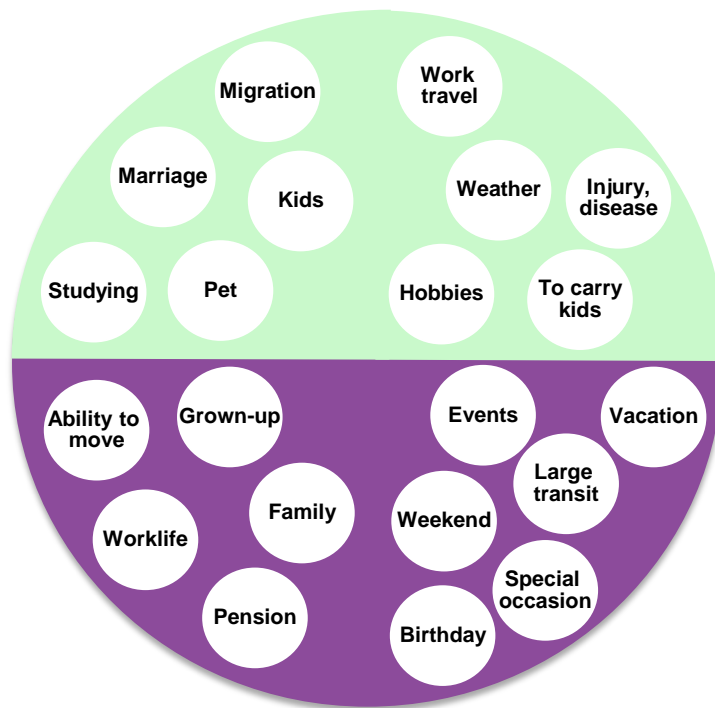 Migration
Work
travel
Marriage
Kids
Weather
Injury,
disease
Studying
Pet
Hobbies
To carry
kids
Ability to
move
Grown-up
Events
Vacation
Large
transit
Family
Weekend
Worklife
Special
occasion
Pension
Birthday